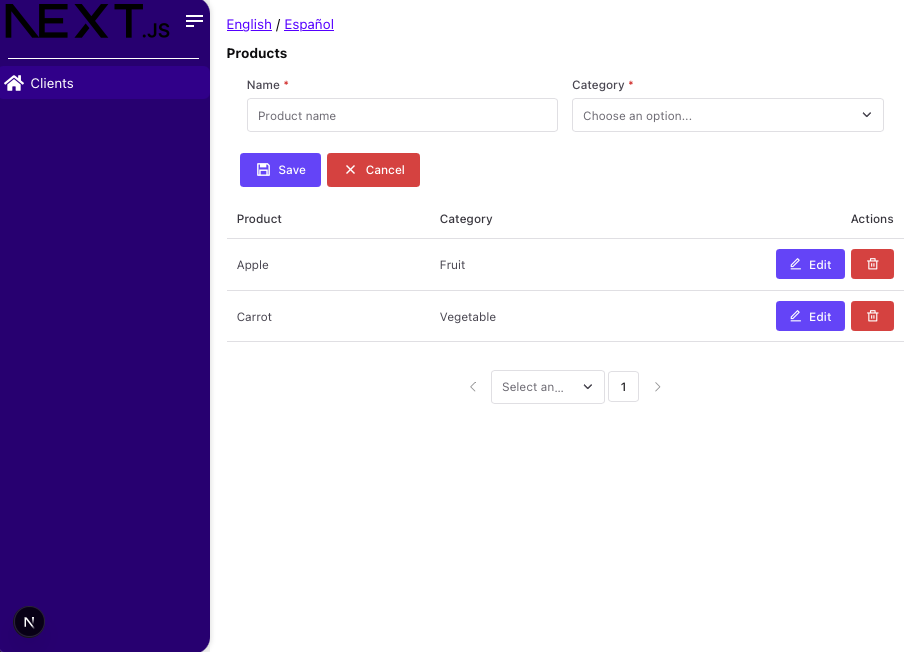 NEXT.JS
Clients
English / Español
Products
Name *
Category *
Product name
Choose an option...
Save
Cancel
Product Category Actions
Apple Fruit Edit
Carrot Vegetable Edit
Select an...
1
N